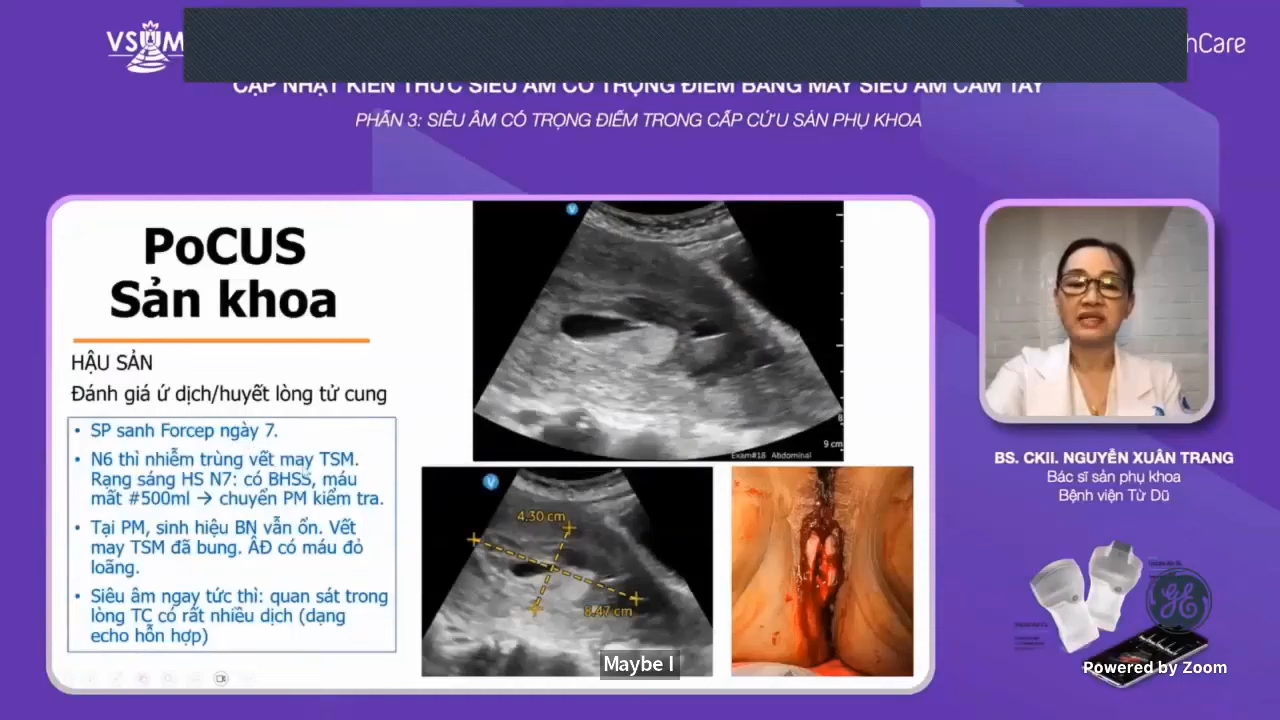 VSUM
hCare
CẬP NHẬT KIẾN THỨC SIÊU ÂM CÓ TRỌNG ĐIỂM BẰNG MÁY SIÊU ÂM CẦM TAY
PHẦN 3: SIÊU ÂM CÓ TRỌNG ĐIỂM TRONG CẤP CỨU SẢN PHỤ KHOA
PoCUS
Sản khoa
HẬU SẢN
Đánh giá ứ dịch/huyết lòng tử cung
• SP sanh Forcep ngày 7.
• N6 thì nhiễm trùng vết may TSM.
Rạng sáng HS N7: có BHSS, máu
mất #500ml → chuyển PM kiểm tra.
• Tại PM, sinh hiệu BN vẫn ổn. Vết
may TSM đã bung. ÂĐ có máu đỏ
loãng.
• Siêu âm ngay tức thì: quan sát trong
lòng TC có rất nhiều dịch (dạng
echo hỗn hợp)
V
8
9 cm
Exam#18 Abdominal
V
4.30 cm
8.47 cm
Maybe I
BS. CKII. NGUYỄN XUÂN TRANG
Bác sĩ sản phụ khoa
Bệnh viện Từ Dũ
GE
Powered by Zoom